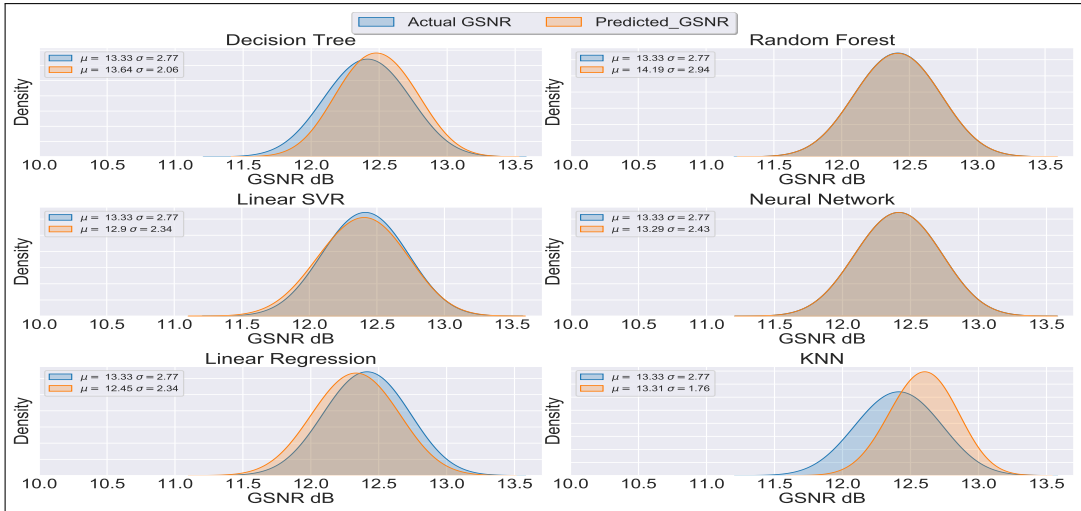 Actual GSNR Predicted_GSNR
Decision Tree
μ = 13.33 σ = 2.77
μ = 13.64 σ = 2.06
Density
10.0 10.5 11.0 11.5 12.0 12.5 13.0 13.5
GSNR dB
Random Forest
μ = 13.33 σ = 2.77
μ = 14.19 σ = 2.94
Density
10.0 10.5 11.0 11.5 12.0 12.5 13.0 13.5
GSNR dB
Linear SVR
μ = 13.33 σ = 2.77
μ = 12.9 σ = 2.34
Density
10.0 10.5 11.0 11.5 12.0 12.5 13.0 13.5
GSNR dB
Neural Network
μ = 13.33 σ = 2.77
μ = 13.29 σ = 2.43
Density
10.0 10.5 11.0 11.5 12.0 12.5 13.0 13.5
GSNR dB
Linear Regression
μ = 13.33 σ = 2.77
μ = 12.45 σ = 2.34
Density
10.0 10.5 11.0 11.5 12.0 12.5 13.0 13.5
GSNR dB
KNN
μ = 13.33 σ = 2.77
μ = 13.31 σ = 1.76
Density
10.0 10.5 11.0 11.5 12.0 12.5 13.0 13.5
GSNR dB